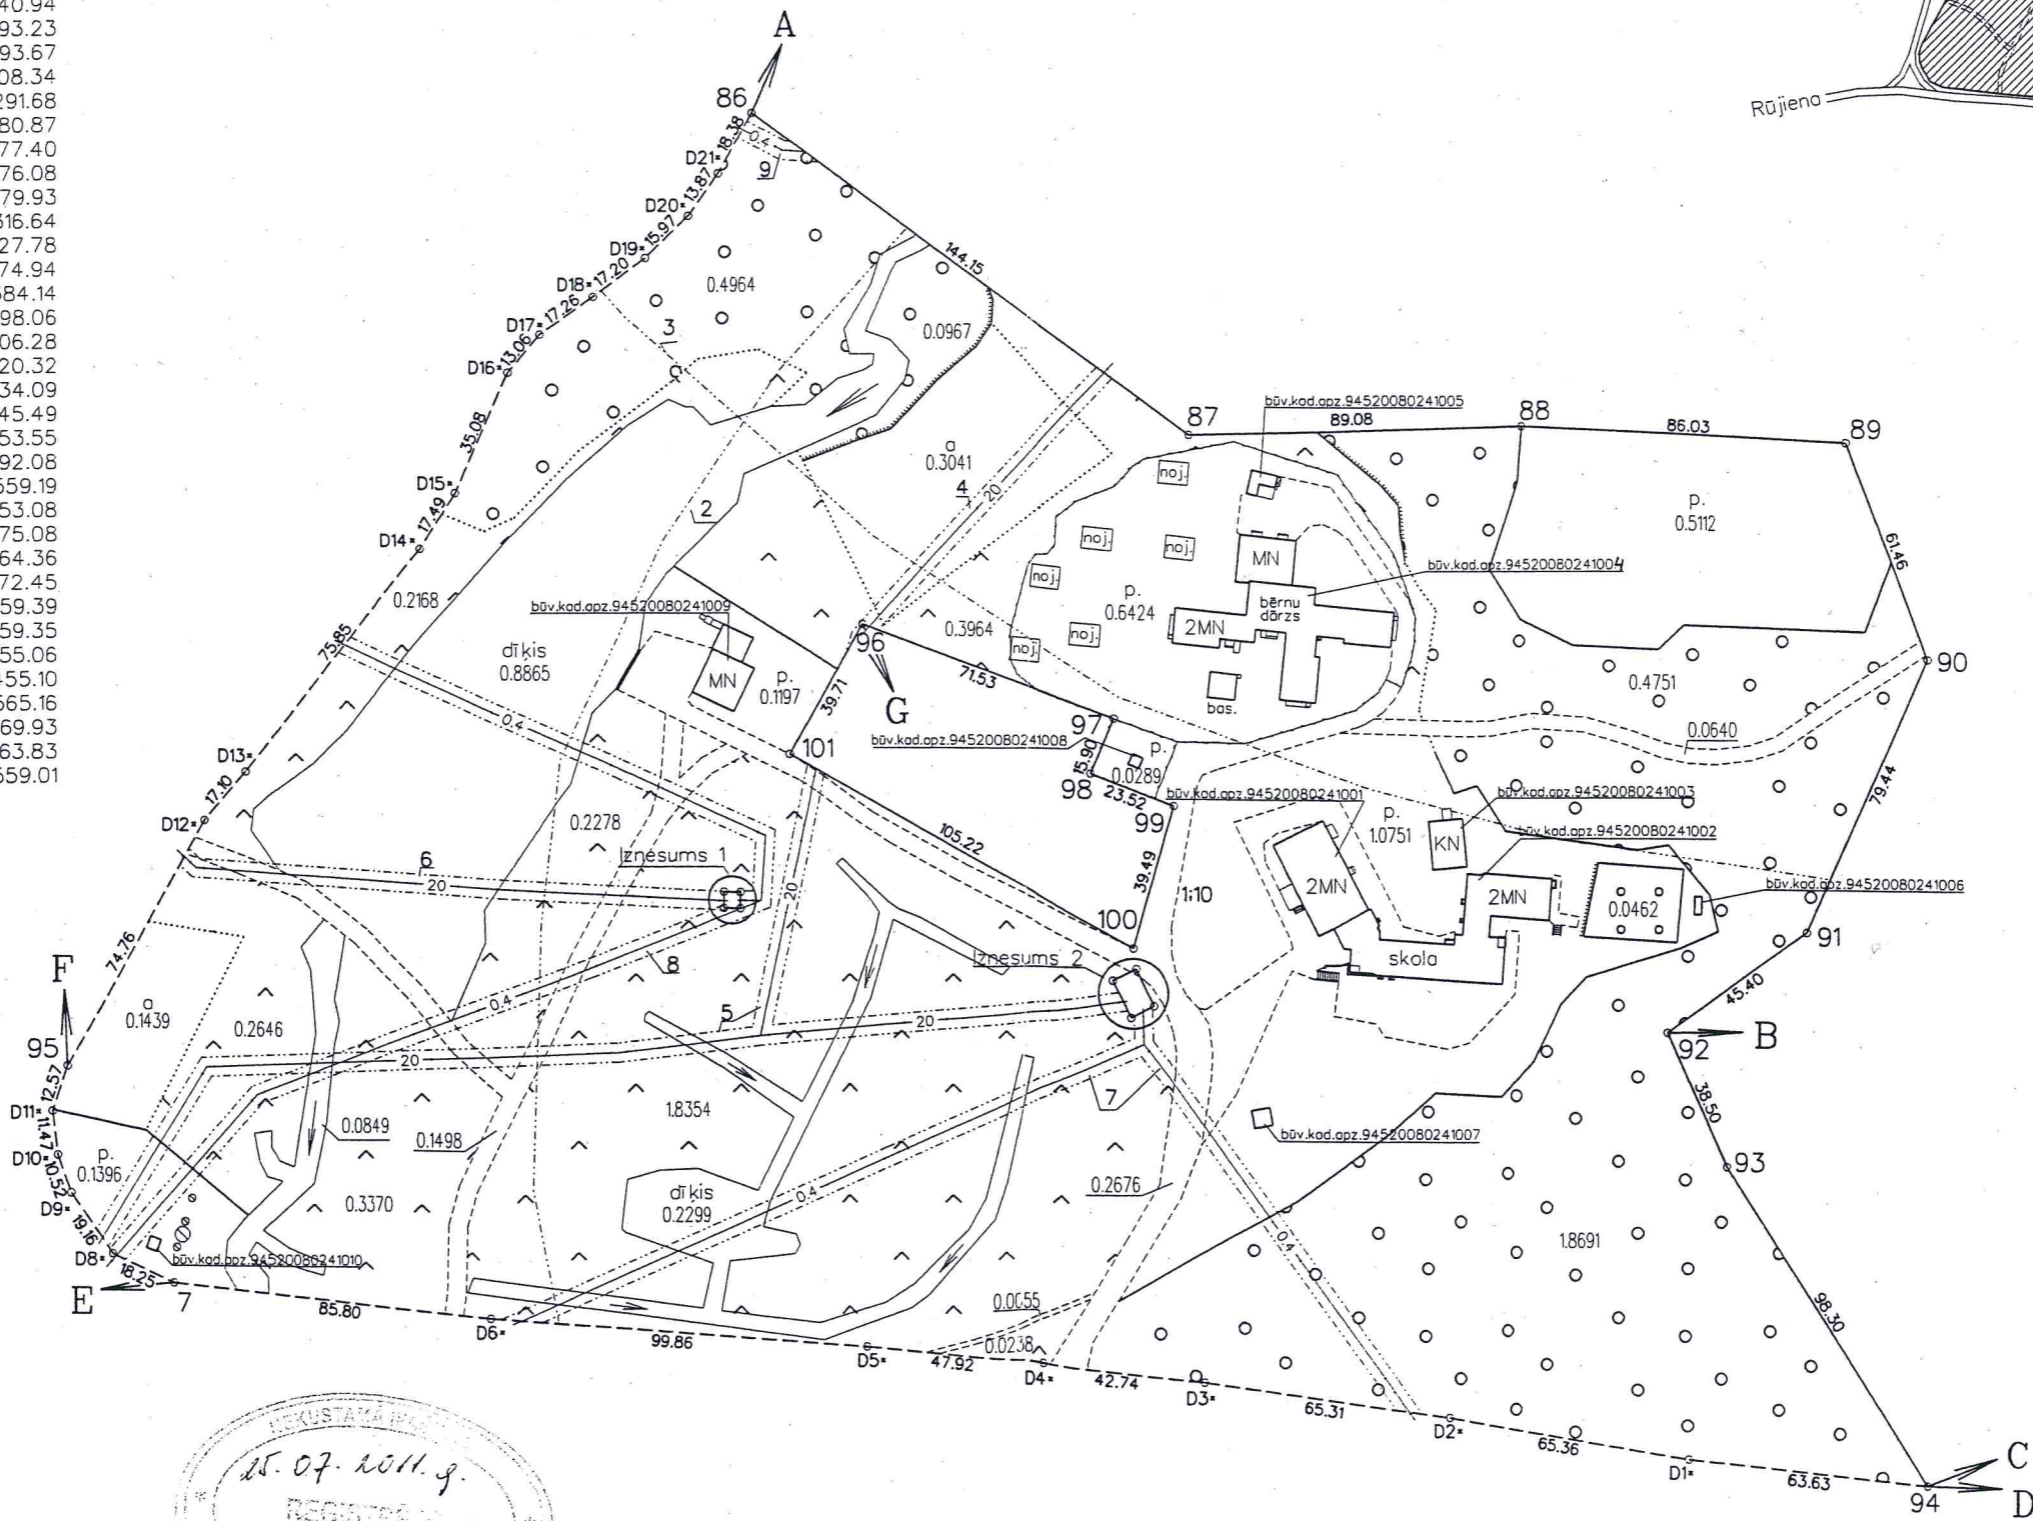 40.94
93.23
93.67
08.34
291.68
80.87
77.40
76.08
79.93
316.64
27.78
74.94
584.14
98.06
06.28
20.32
34.09
45.49
53.55
92.08
559.19
53.08
75.08
64.36
72.45
59.39
59.35
55.06
455.10
565.16
69.93
63.83
559.01
Rūjiena
A
86
18.38
0.4
9
D21*
13.87
D20*
15.97
D19*
17.20
D18*
17.26
D17*
13.06
D16*
35.08
D15*
17.49
D14*
75.85
D13*
17.10
D12*
74.76
F
95
12.57
D11*
11.47
D10*
10.52
D9*
19.16
D8*
18.25
E
7
85.80
D6*
99.86
D5*
47.92
D4*
42.74
D3*
65.31
D2*
65.36
D1*
63.63
94
C
D
144.15
0.4964
3
0.0967
87
89.08
būv.kad.apz.94520080241005
88
86.03
89
a
0.3041
4
20
2
noj.
noj.
noj.
noj.
noj.
noj.
MN
būv.kad.apz.94520080241004
bērnu
dārzs
2MN
bas.
p.
0.6424
p.
0.5112
61.46
90
0.4751
0.0640
79.44
0.2168
būv.kad.apz.94520080241009
dīķis
0.8865
MN
p.
0.1197
0.3964
96
39.71
71.53
G
97
būv.kad.apz.94520080241008
15.90
p.
0.0289
98
23.52
99
101
0.4
105.22
39.49
100
1:10
būv.kad.apz.94520080241001
p.
1.0751
būv.kad.apz.94520080241003
būv.kad.apz.94520080241002
KN
2MN
2MN
0.0462
būv.kad.apz.94520080241006
skola
91
45.40
92
B
38.50
93
98.30
0.2278
6
20
Iznesums 1
20
8
0.4
5
20
20
Iznesums 2
a
0.1439
0.2646
0.0849
0.1498
p.
0.1396
0.3370
būv.kad.apz.94520080241010
1.8354
dīķis
0.2299
0.4
7
0.2676
0.4
būv.kad.apz.94520080241007
1.8691
0.0238
25.07.2011.g.